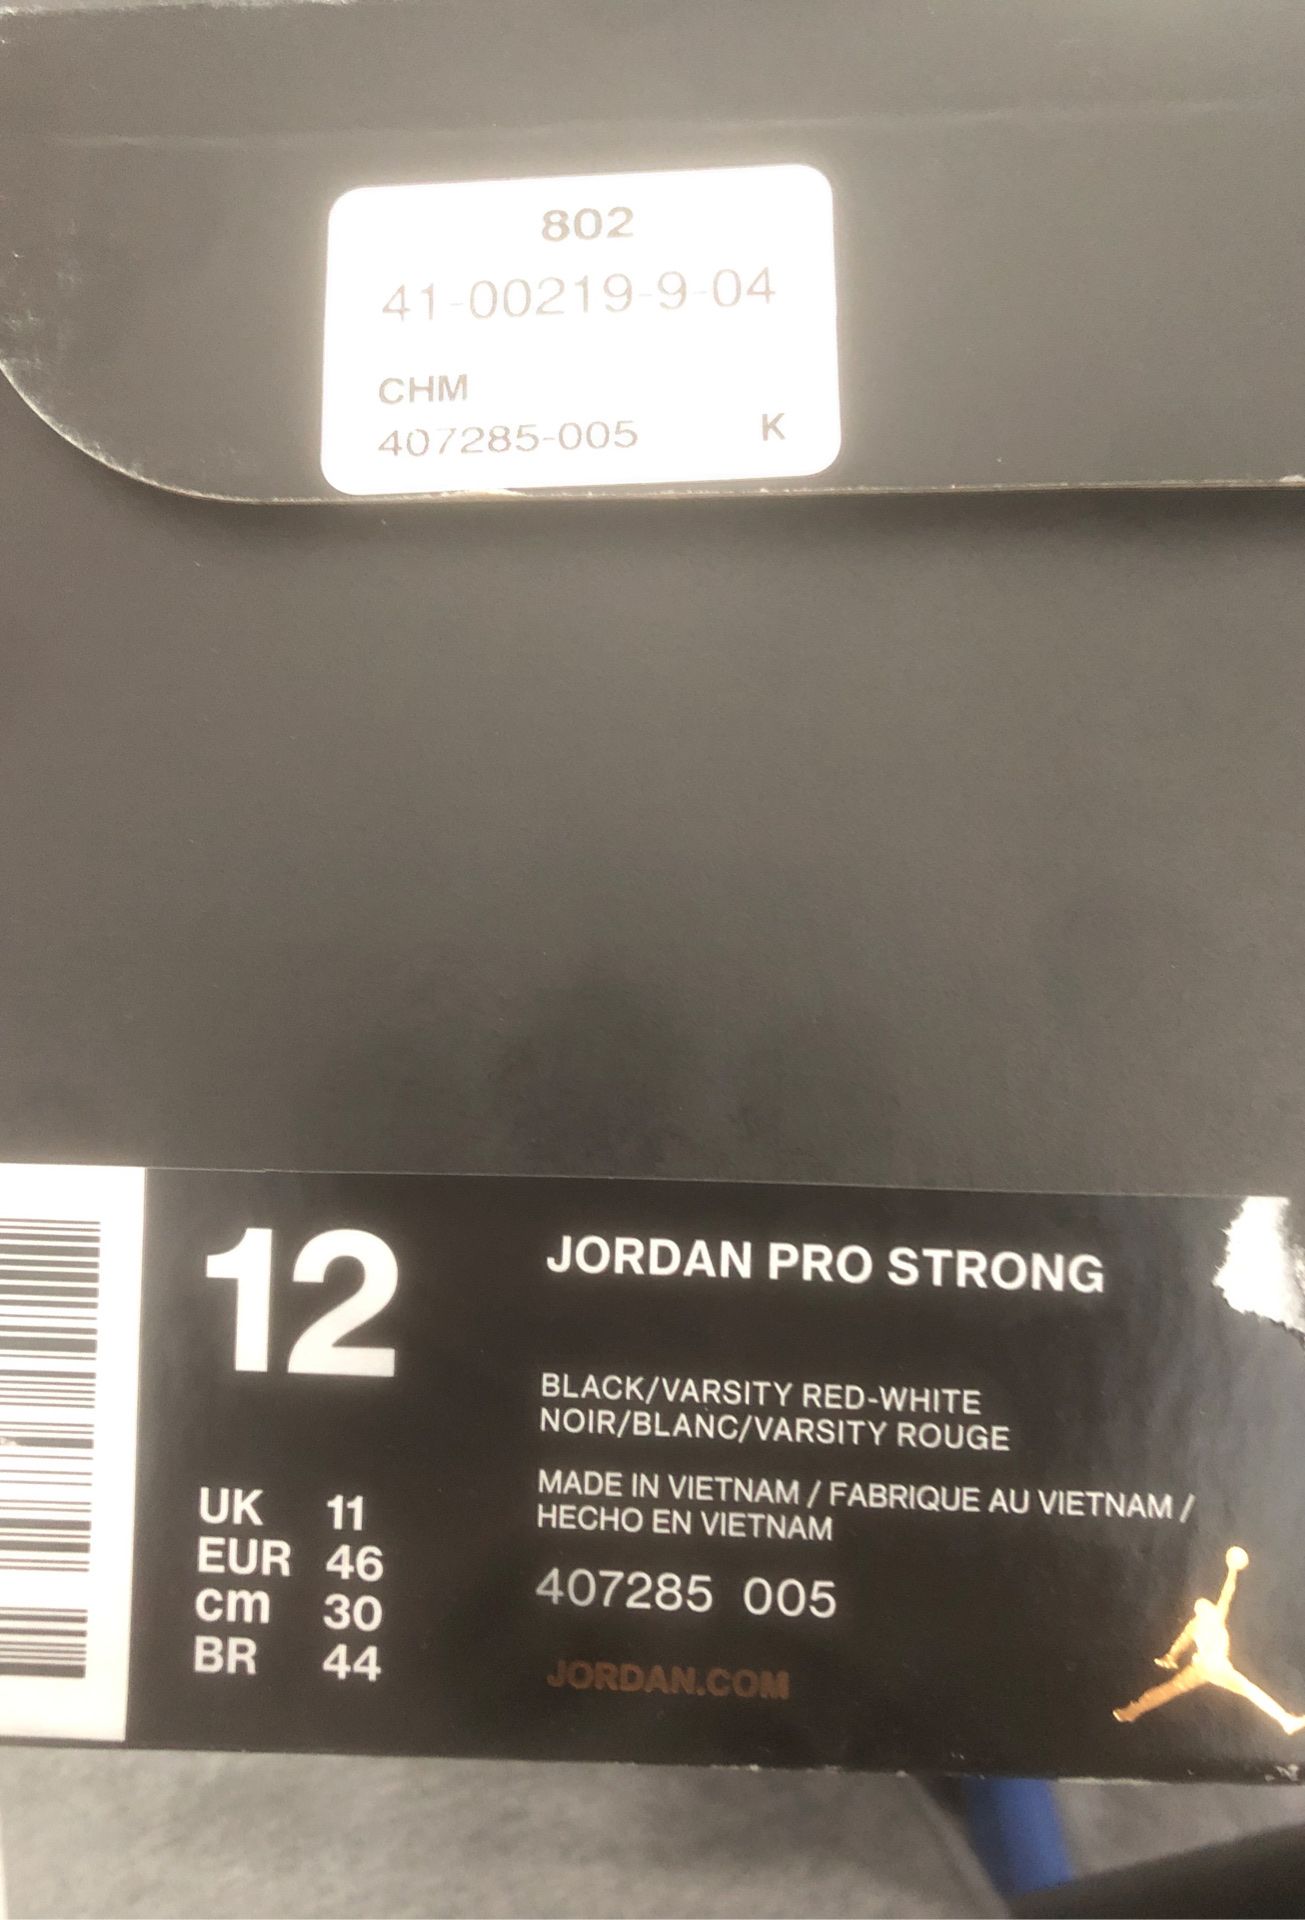 802
41-00219-9-04
CHM
407285-005 K
12
JORDAN PRO STRONG
BLACK/VARSITY RED-WHITE
NOIR/BLANC/VARSITY ROUGE
MADE IN VIETNAM / FABRIQUE AU VIETNAM /
HECHO EN VIETNAM
407285 005
JORDAN.COM
UK 11
EUR 46
cm 30
BR 44